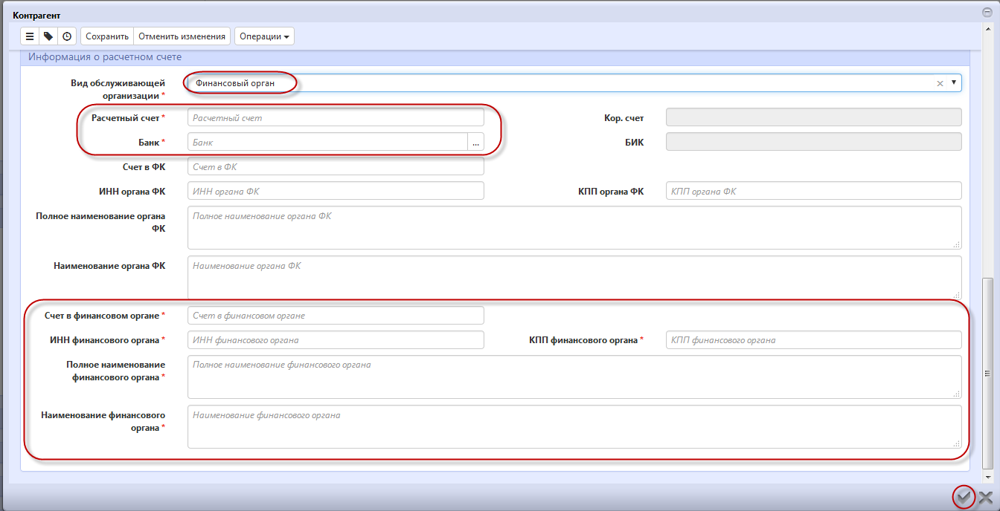 Контрагент
Сохранить Отменить изменения Операции
Информация о расчетном счете
Вид обслуживающей
организации *
Финансовый орган
Расчетный счет * Расчетный счет Кор. счет
Банк * Банк ... БИК
Счет в ФК Счет в ФК
ИНН органа ФК ИНН органа ФК КПП органа ФК КПП органа ФК
Полное наименование органа
ФК
Полное наименование органа ФК
Наименование органа ФК Наименование органа ФК
Счет в финансовом органе * Счет в финансовом органе
ИНН финансового органа * ИНН финансового органа КПП финансового органа * КПП финансового органа
Полное наименование
финансового органа *
Полное наименование финансового органа
Наименование финансового
органа *
Наименование финансового органа